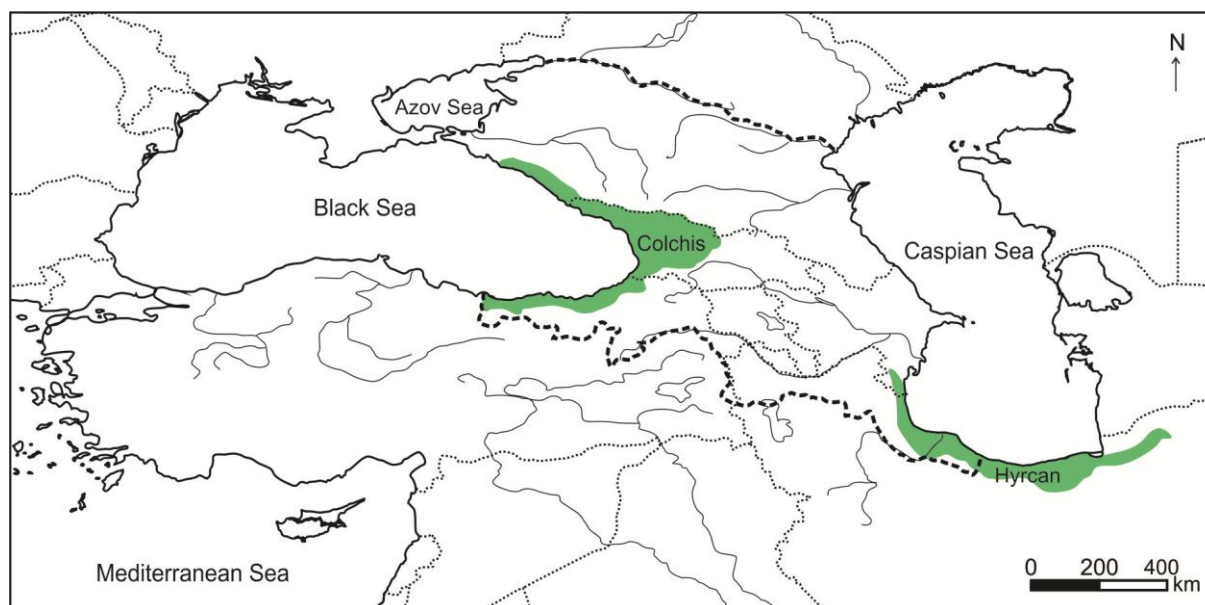 N
Azov Sea
Black Sea
Colchis
Caspian Sea
Hyrcan
Mediterranean Sea
0 200 400
km